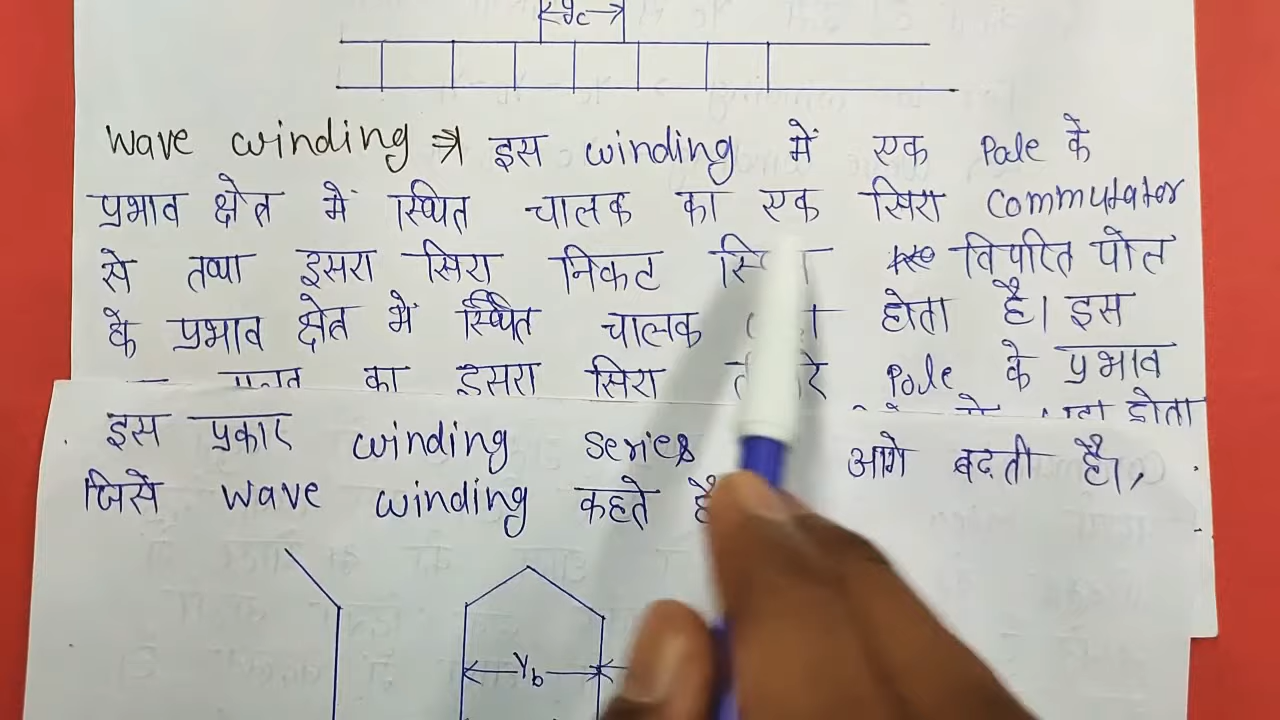 yc
wave winding ⇒ इस winding में एक Pole के
प्रभाव क्षेत्र में स्थित चालक का एक सिरा Commutator
से तथा दूसरा सिरा निकट विपरित पोल
के प्रभाव क्षेत्र में स्थित चालक होता है। इस
का दूसरा सिरा Pole के प्रभाव
होता
इस प्रकार winding series आगे बढ़ती है,
जिसे wave winding कहते
Yb